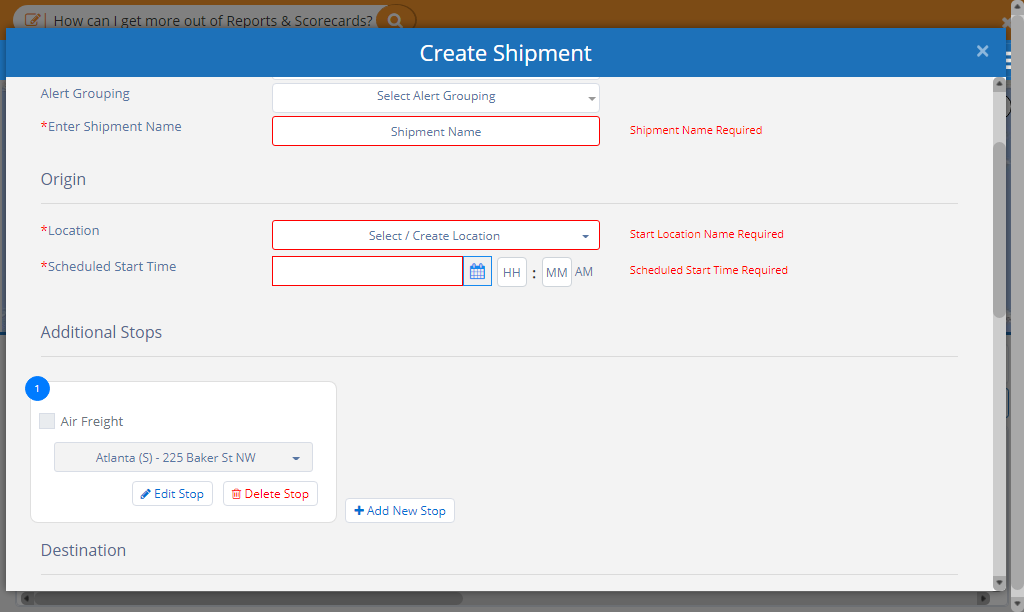 How can I get more out of Reports & Scorecards?
Create Shipment ×
Alert Grouping Select Alert Grouping
*Enter Shipment Name Shipment Name Shipment Name Required
Origin
*Location Select / Create Location Start Location Name Required
*Scheduled Start Time HH : MM AM Scheduled Start Time Required
Additional Stops
1
Air Freight
Atlanta (S) - 225 Baker St NW
Edit Stop Delete Stop
+ Add New Stop
Destination